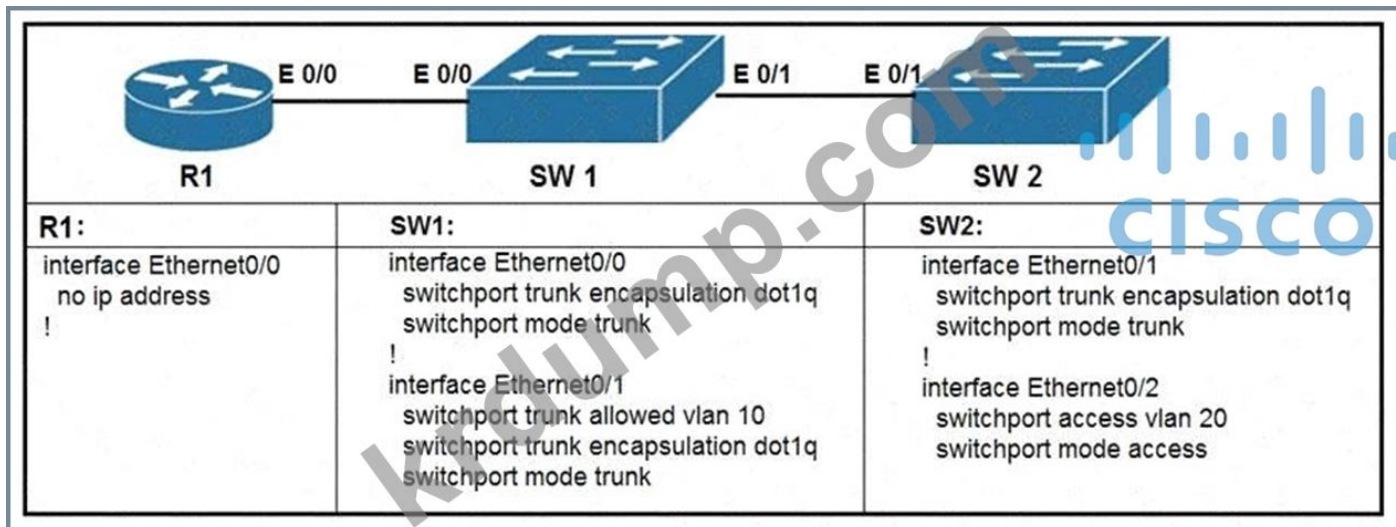 E 0/0
E 0/0
E 0/1
E 0/1
R1
SW 1
SW 2
CISCO
krdump.com
R1:
interface Ethernet0/0
no ip address
!
SW1:
interface Ethernet0/0
switchport trunk encapsulation dot1q
switchport mode trunk
!
interface Ethernet0/1
switchport trunk allowed vlan 10
switchport trunk encapsulation dot1q
switchport mode trunk
SW2:
interface Ethernet0/1
switchport trunk encapsulation dot1q
switchport mode trunk
!
interface Ethernet0/2
switchport access vlan 20
switchport mode access